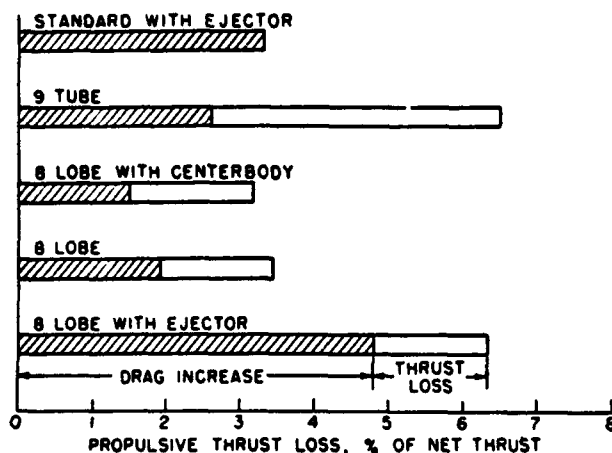 STANDARD WITH EJECTOR
9 TUBE
8 LOBE WITH CENTERBODY
8 LOBE
8 LOBE WITH EJECTOR
DRAG INCREASE
THRUST
LOSS
0 1 2 3 4 5 6 7 8
PROPULSIVE THRUST LOSS, % OF NET THRUST